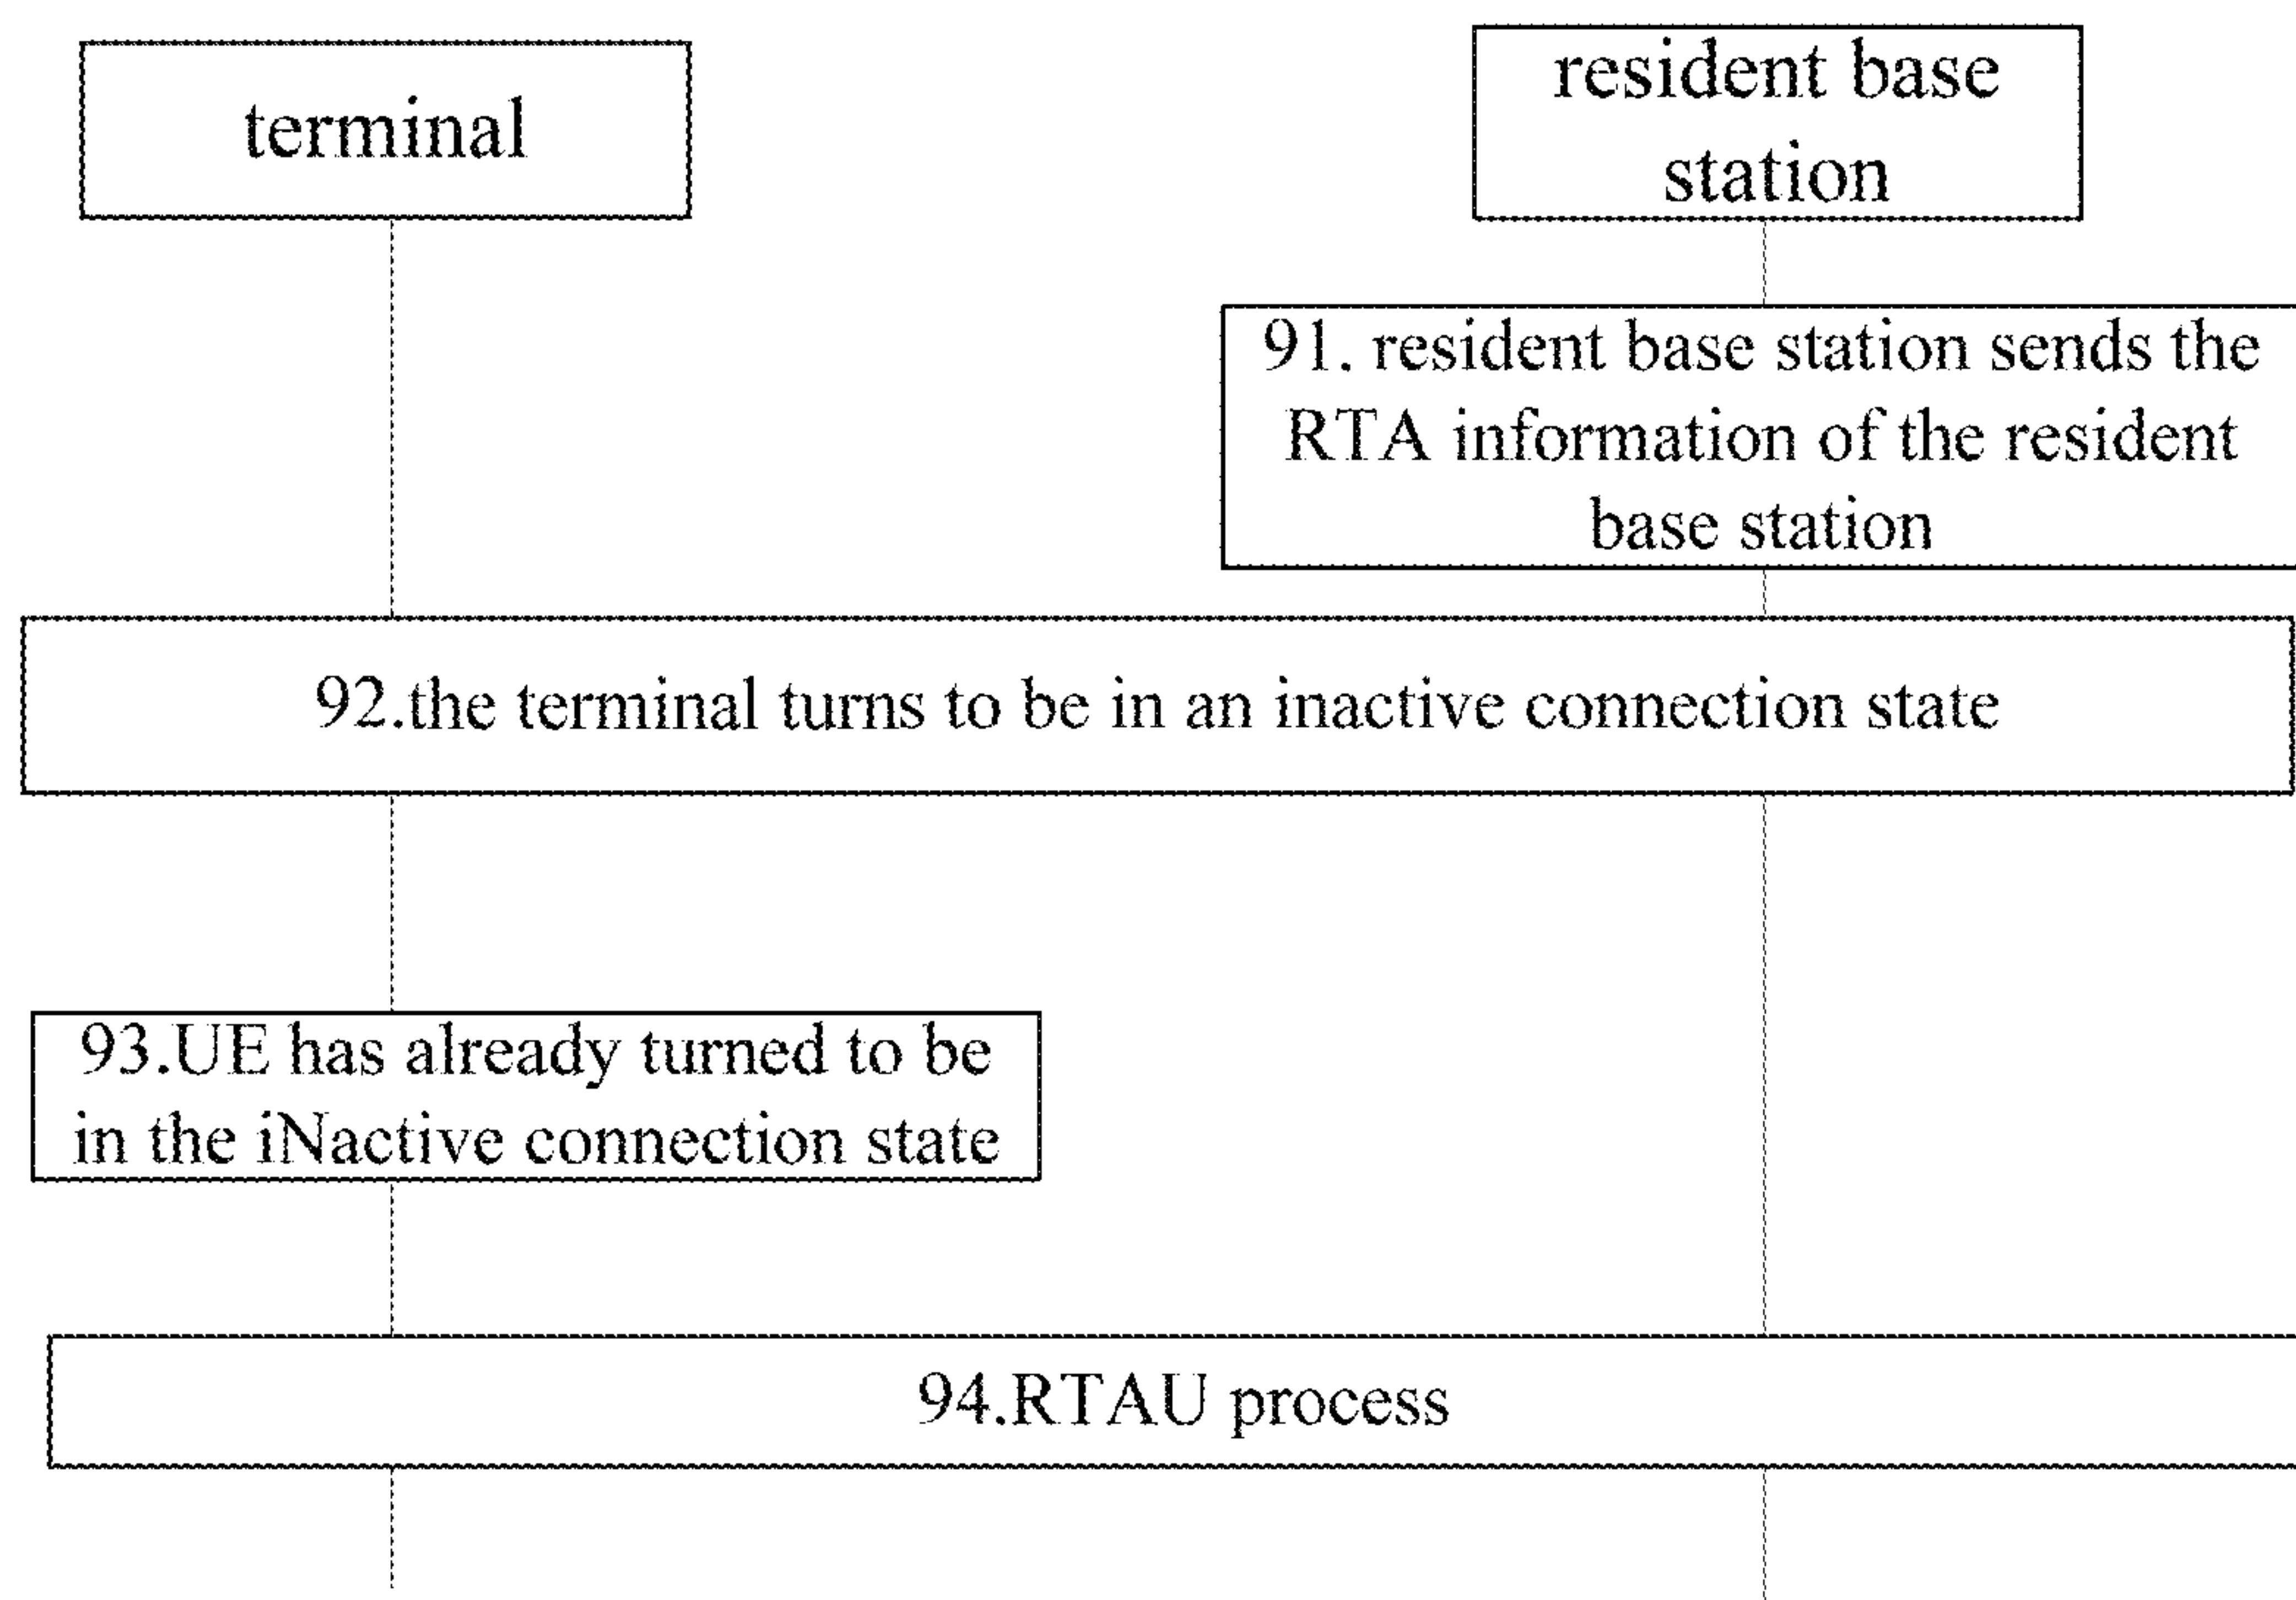 terminal
resident base
station
91. resident base station sends the
RTA information of the resident
base station
92.the terminal turns to be in an inactive connection state
93.UE has already turned to be
in the iNactive connection state
94.RTAU process